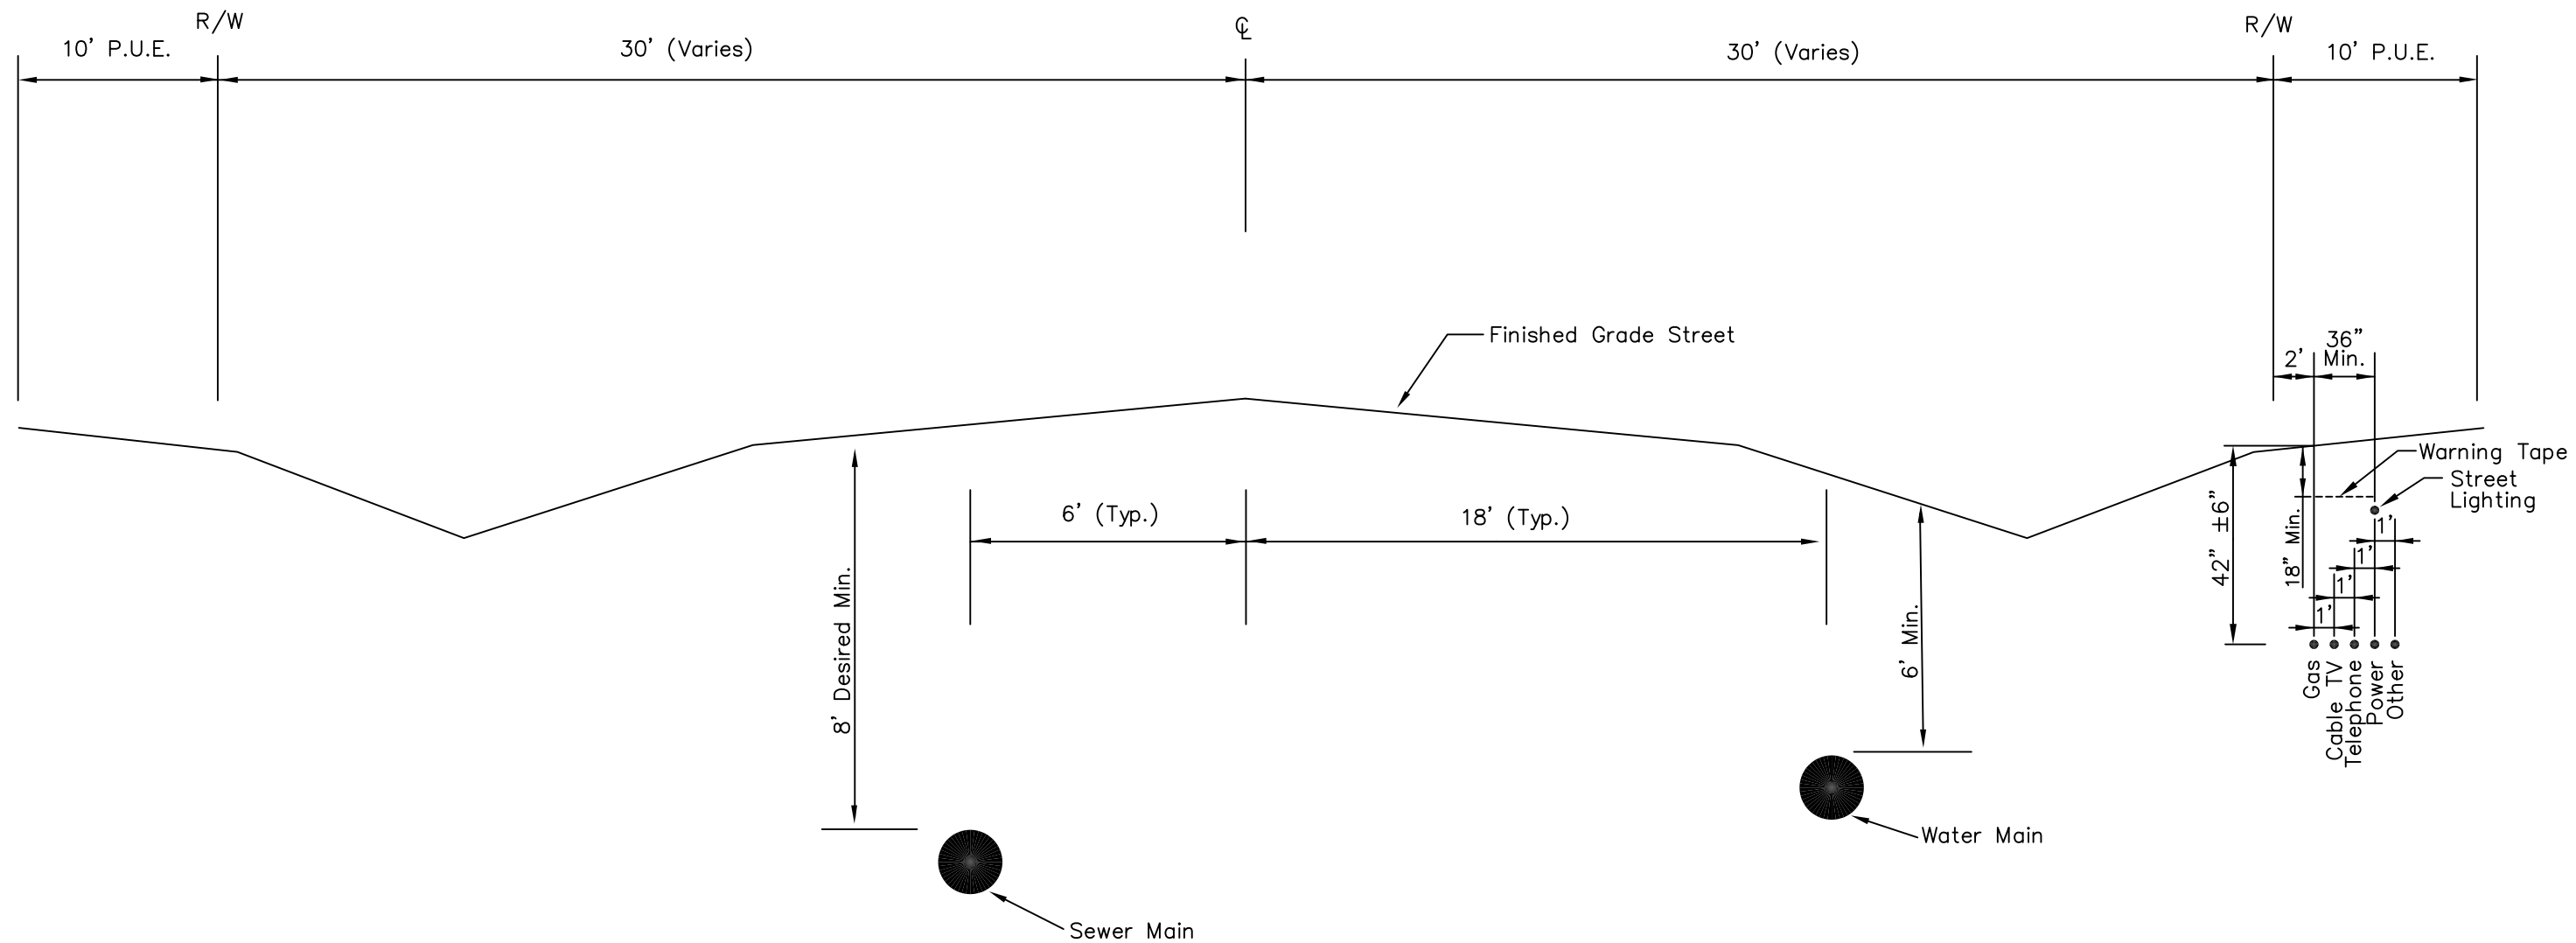 R/W
℄
R/W
10' P.U.E.
30' (Varies)
30' (Varies)
10' P.U.E.
Finished Grade Street
36"
Min.
2'
Warning Tape
Street
Lighting
6' (Typ.)
18' (Typ.)
8' Desired Min.
6' Min.
42" ±6"
18" Min.
1'
1'
1'
1'
Gas
Cable TV
Telephone
Power
Other
Water Main
Sewer Main